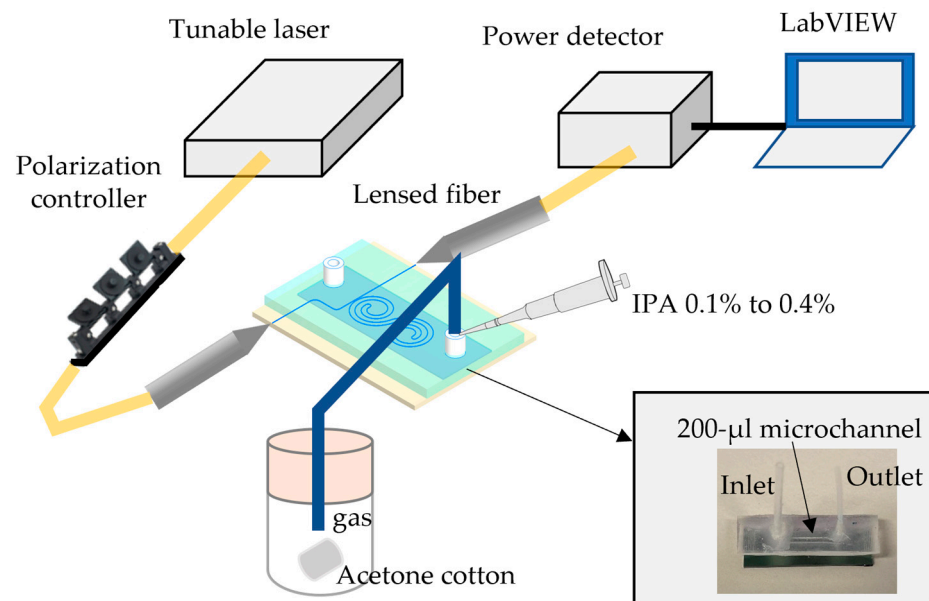 Tunable laser
Power detector
LabVIEW
Polarization
controller
Lensed fiber
IPA 0.1% to 0.4%
200-µl microchannel
Inlet
Outlet
gas
Acetone cotton